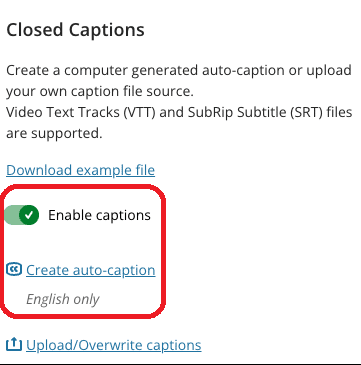 Closed Captions
Create a computer generated auto-caption or upload
your own caption file source.
Video Text Tracks (VTT) and SubRip Subtitle (SRT) files
are supported.
Download example file
Enable captions
CC Create auto-caption
English only
Upload/Overwrite captions